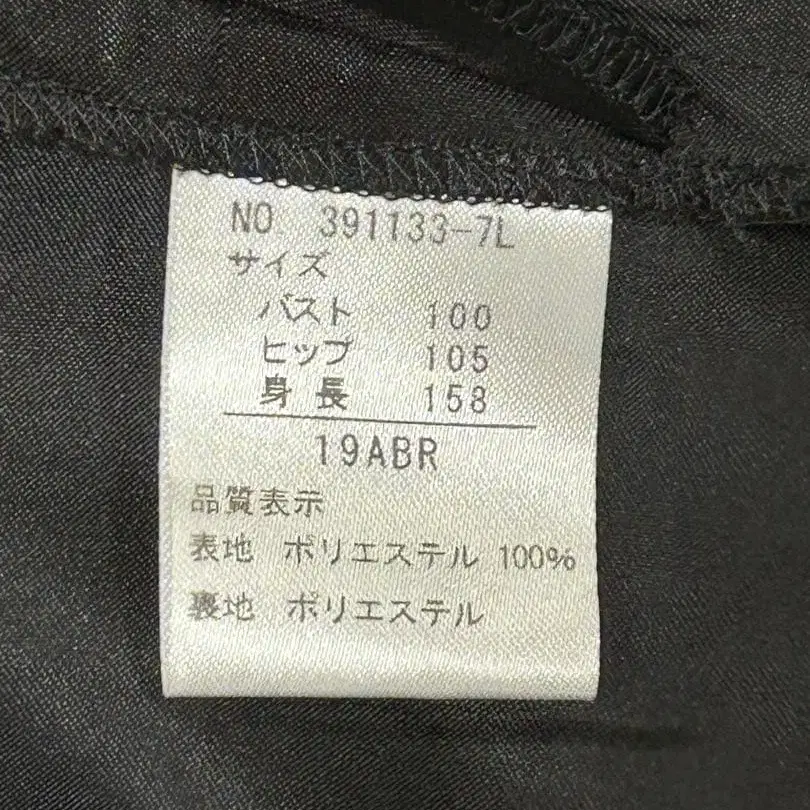 NO 391133-7L
サイズ
バスト 100
ヒップ 105
身長 158
19ABR
品質表示
表地 ポリエステル 100%
裏地 ポリエステル